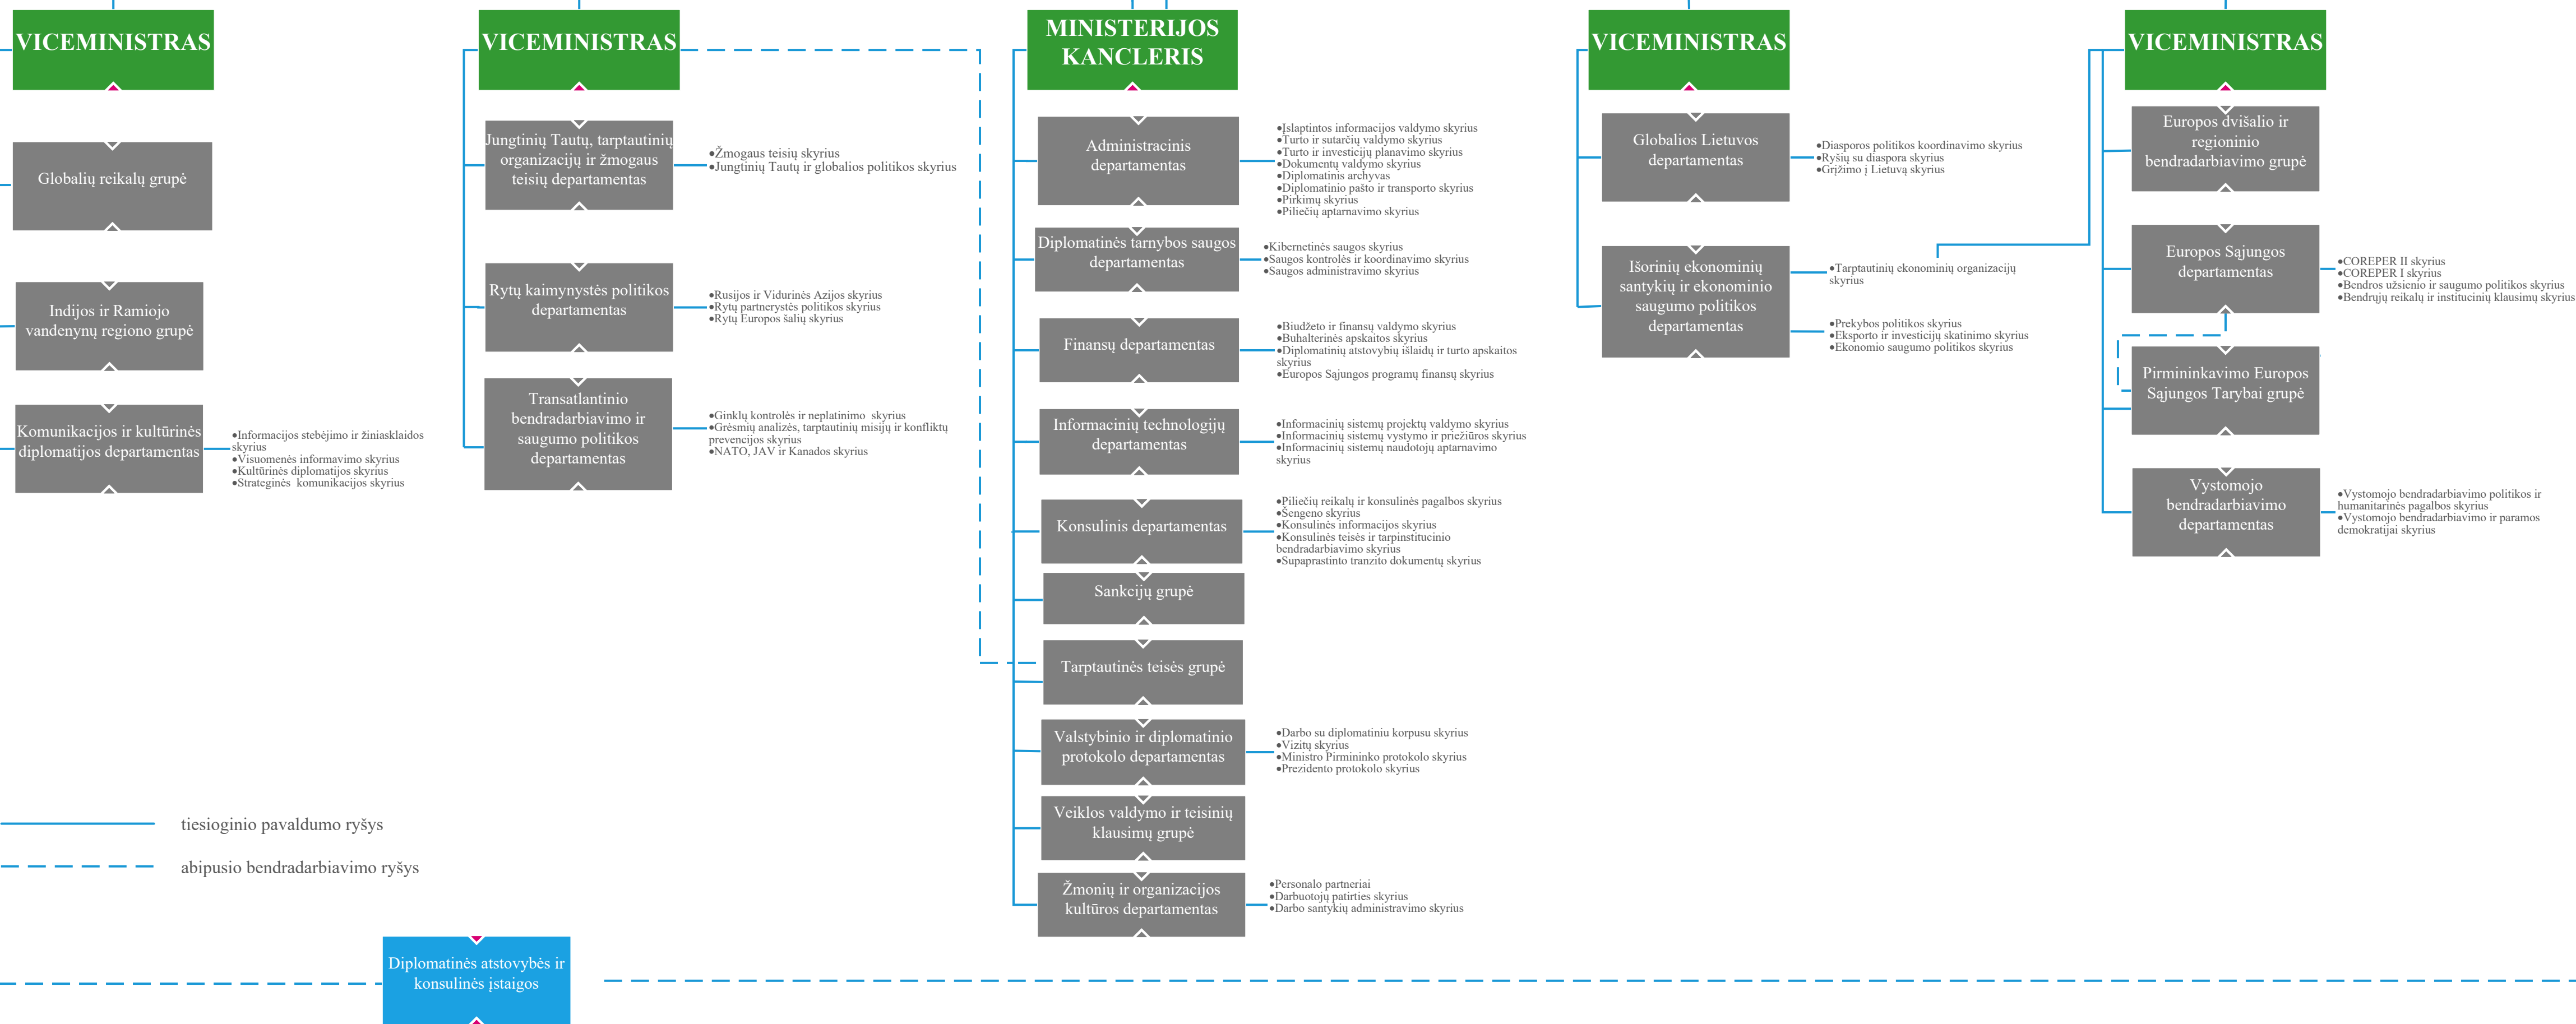 VICEMINISTRAS
Globalių reikalų grupė
Indijos ir Ramiojo
vandenynų regiono grupė
Komunikacijos ir kultūrinės
diplomatijos departamentas
•Informacijos stebėjimo ir žiniasklaidos
skyrius
•Visuomenės informavimo skyrius
•Kultūrinės diplomatijos skyrius
•Strateginės komunikacijos skyrius
VICEMINISTRAS
Jungtinių Tautų, tarptautinių
organizacijų ir žmogaus
teisių departamentas
•Žmogaus teisių skyrius
•Jungtinių Tautų ir globalios politikos skyrius
Rytų kaimynystės politikos
departamentas
•Rusijos ir Vidurinės Azijos skyrius
•Rytų partnerystės politikos skyrius
•Rytų Europos šalių skyrius
Transatlantinio
bendradarbiavimo ir
saugumo politikos
departamentas
•Ginklų kontrolės ir neplatinimo skyrius
•Grėsmių analizės, tarptautinių misijų ir konfliktų
prevencijos skyrius
•NATO, JAV ir Kanados skyrius
MINISTERIJOS
KANCLERIS
Administracinis
departamentas
•Įslaptintos informacijos valdymo skyrius
•Turto ir sutarčių valdymo skyrius
•Turto ir investicijų planavimo skyrius
•Dokumentų valdymo skyrius
•Diplomatinis archyvas
•Diplomatinio pašto ir transporto skyrius
•Pirkimų skyrius
•Piliečių aptarnavimo skyrius
Diplomatinės tarnybos saugos
departamentas
•Kibernetinės saugos skyrius
•Saugos kontrolės ir koordinavimo skyrius
•Saugos administravimo skyrius
Finansų departamentas
•Biudžeto ir finansų valdymo skyrius
•Buhalterinės apskaitos skyrius
•Diplomatinių atstovybių išlaidų ir turto apskaitos
skyrius
•Europos Sąjungos programų finansų skyrius
Informacinių technologijų
departamentas
•Informacinių sistemų projektų valdymo skyrius
•Informacinių sistemų vystymo ir priežiūros skyrius
•Informacinių sistemų naudotojų aptarnavimo
skyrius
Konsulinis departamentas
•Piliečių reikalų ir konsulinės pagalbos skyrius
•Šengeno skyrius
•Konsulinės informacijos skyrius
•Konsulinės teisės ir tarpinstitucinio
bendradarbiavimo skyrius
•Supaprastinto tranzito dokumentų skyrius
Sankcijų grupė
Tarptautinės teisės grupė
Valstybinio ir diplomatinio
protokolo departamentas
•Darbo su diplomatiniu korpusu skyrius
•Vizitų skyrius
•Ministro Pirmininko protokolo skyrius
•Prezidento protokolo skyrius
Veiklos valdymo ir teisinių
klausimų grupė
Žmonių ir organizacijos
kultūros departamentas
•Personalo partneriai
•Darbuotojų patirties skyrius
•Darbo santykių administravimo skyrius
VICEMINISTRAS
Globalios Lietuvos
departamentas
•Diasporos politikos koordinavimo skyrius
•Ryšių su diaspora skyrius
•Grįžimo į Lietuvą skyrius
Išorinių ekonominių
santykių ir ekonominio
saugumo politikos
departamentas
•Tarptautinių ekonominių organizacijų
skyrius
•Prekybos politikos skyrius
•Eksporto ir investicijų skatinimo skyrius
•Ekonomio saugumo politikos skyrius
VICEMINISTRAS
Europos dvišalio ir
regioninio
bendradarbiavimo grupė
Europos Sąjungos
departamentas
•COREPER II skyrius
•COREPER I skyrius
•Bendros užsienio ir saugumo politikos skyrius
•Bendrųjų reikalų ir institucinių klausimų skyrius
Pirmininkavimo Europos
Sąjungos Tarybai grupė
Vystomojo
bendradarbiavimo
departamentas
•Vystomojo bendradarbiavimo politikos ir
humanitarinės pagalbos skyrius
•Vystomojo bendradarbiavimo ir paramos
demokratijai skyrius
tiesioginio pavaldumo ryšys
abipusio bendradarbiavimo ryšys
Diplomatinės atstovybės ir
konsulinės įstaigos